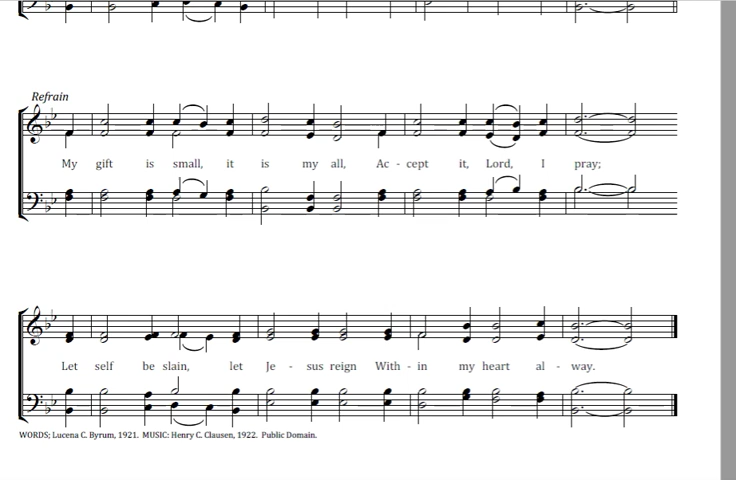 Refrain
My gift is small, it is my all, Ac - cept it, Lord, I pray;
Let self be slain, let Je - sus reign With - in my heart al - way.
WORDS; Lucena C. Byrum, 1921. MUSIC: Henry C. Clausen, 1922. Public Domain.